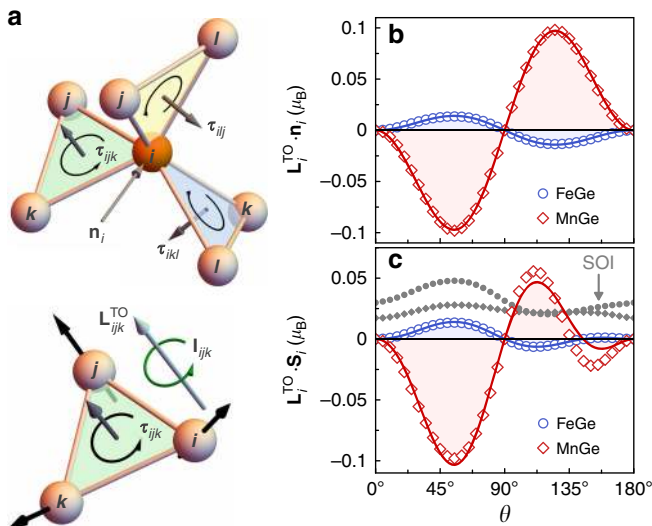 a
l
j
j
τ_ilj
i
τ_ijk
k
k
n_i
τ_ikl
l
L^TO_ijk
l_ijk
j
τ_ijk
i
k
b
L_i^TO·n_i (μ_B)
0.1
0.05
0
−0.05
−0.1
FeGe
MnGe
c
SOI
L_i^TO·S_i (μ_B)
0.05
0
−0.05
−0.1
FeGe
MnGe
0° 45° 90° 135° 180°
θ